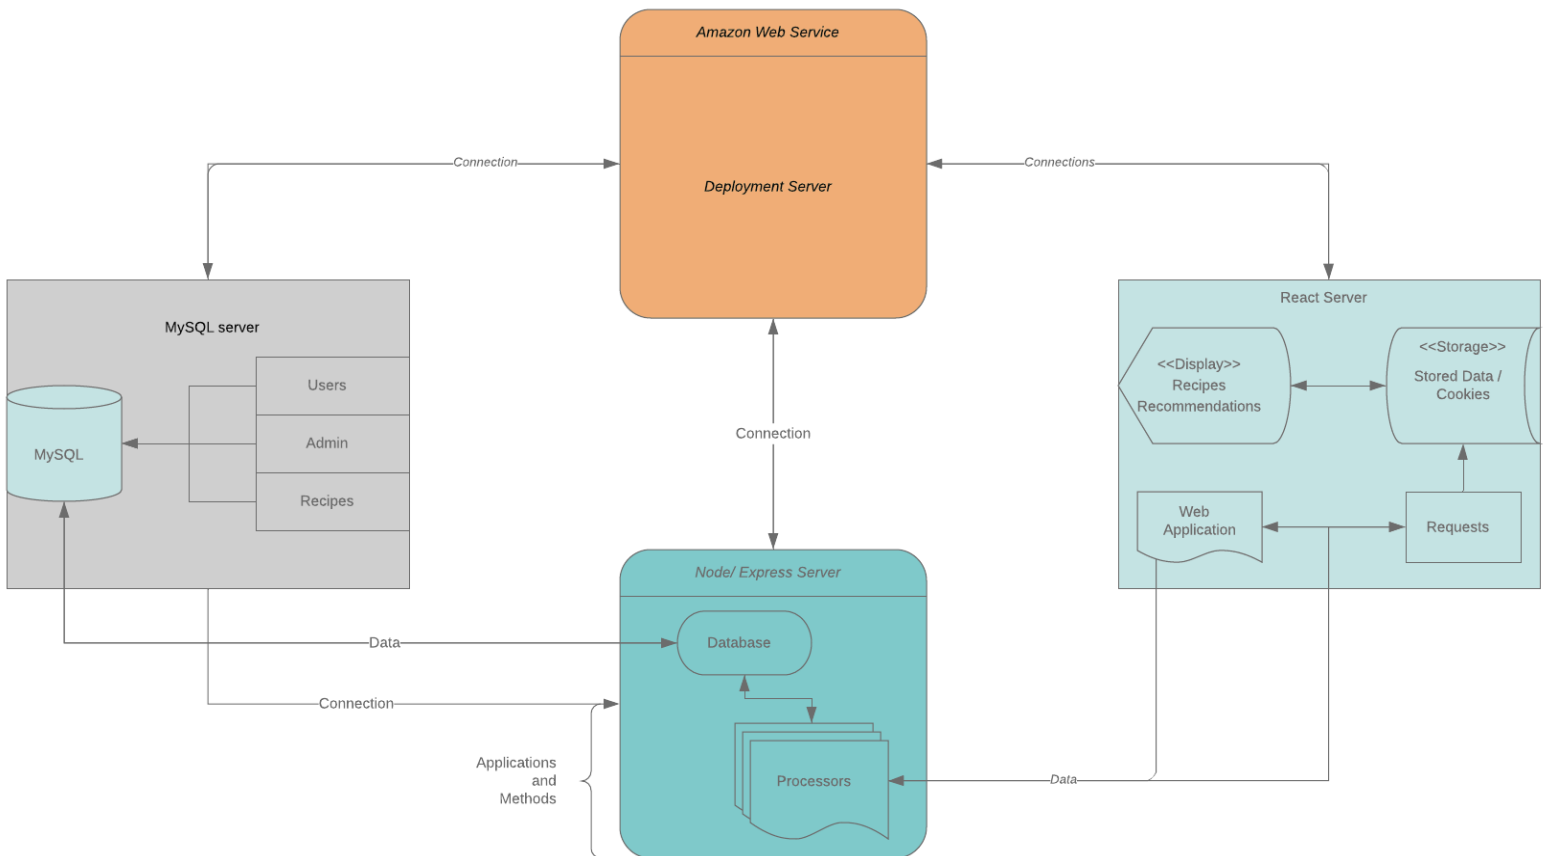 Amazon Web Service
Deployment Server
Connection
Connections
MySQL server
Users
Admin
Recipes
MySQL
React Server
<<Display>>
Recipes
Recommendations
<<Storage>>
Stored Data /
Cookies
Web
Application
Requests
Connection
Node/ Express Server
Database
Data
Connection
Applications
and
Methods
Processors
Data